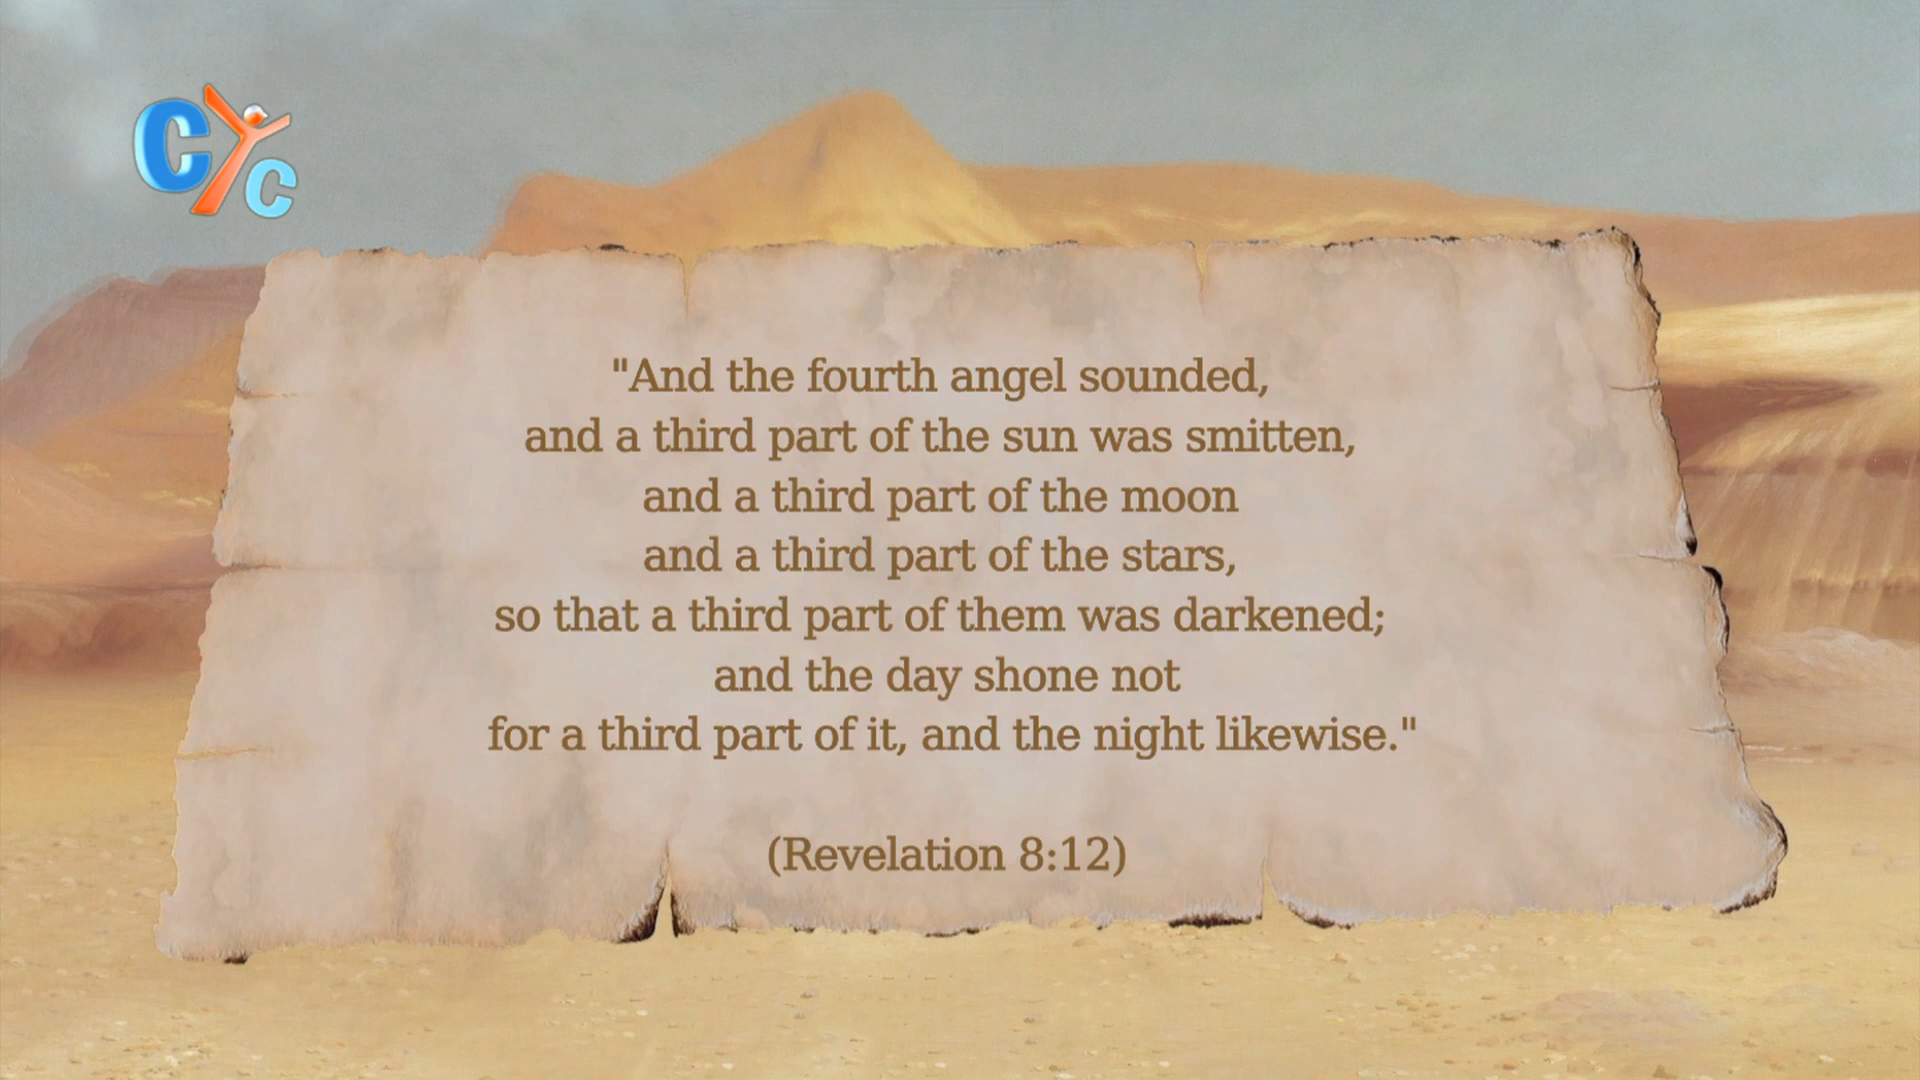 CYC
"And the fourth angel sounded,
and a third part of the sun was smitten,
and a third part of the moon
and a third part of the stars,
so that a third part of them was darkened;
and the day shone not
for a third part of it, and the night likewise."
(Revelation 8:12)